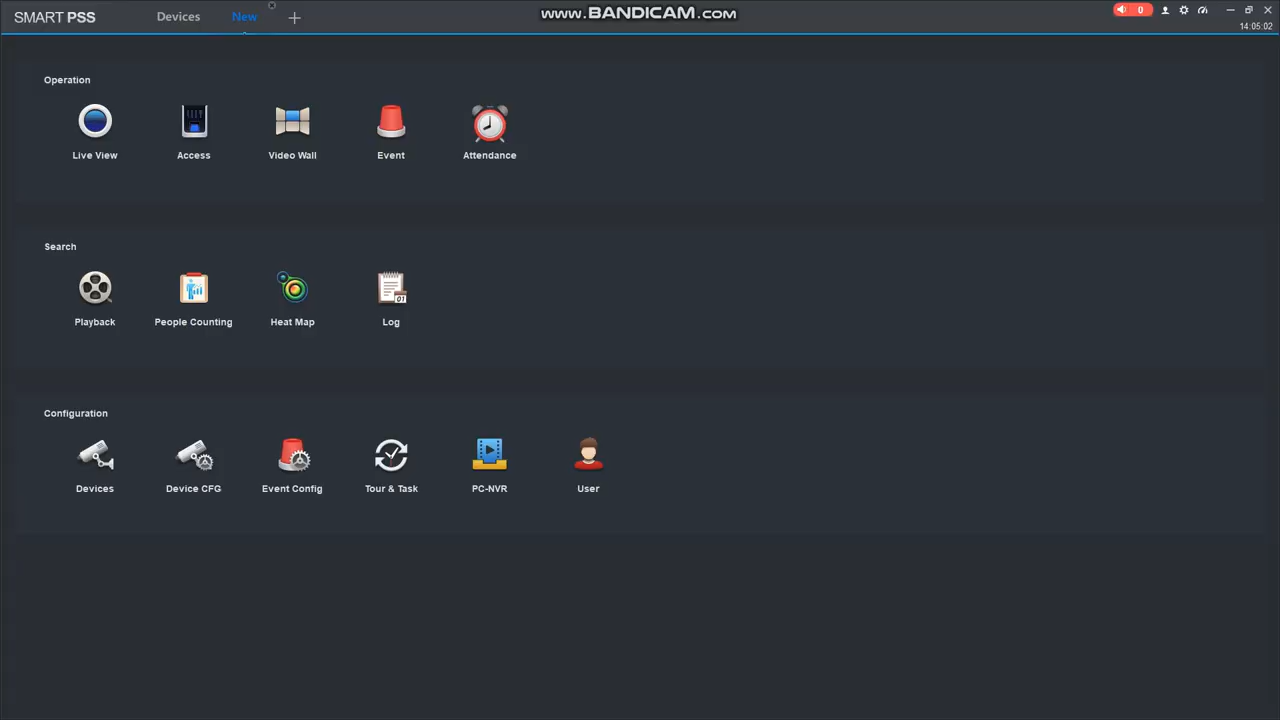 SMART PSS
Devices
New
www.BANDICAM.com
0
14:05:02
Operation
Live View
Access
Video Wall
Event
Attendance
Search
Playback
People Counting
Heat Map
01
Log
Configuration
Devices
Device CFG
Event Config
Tour & Task
PC-NVR
User